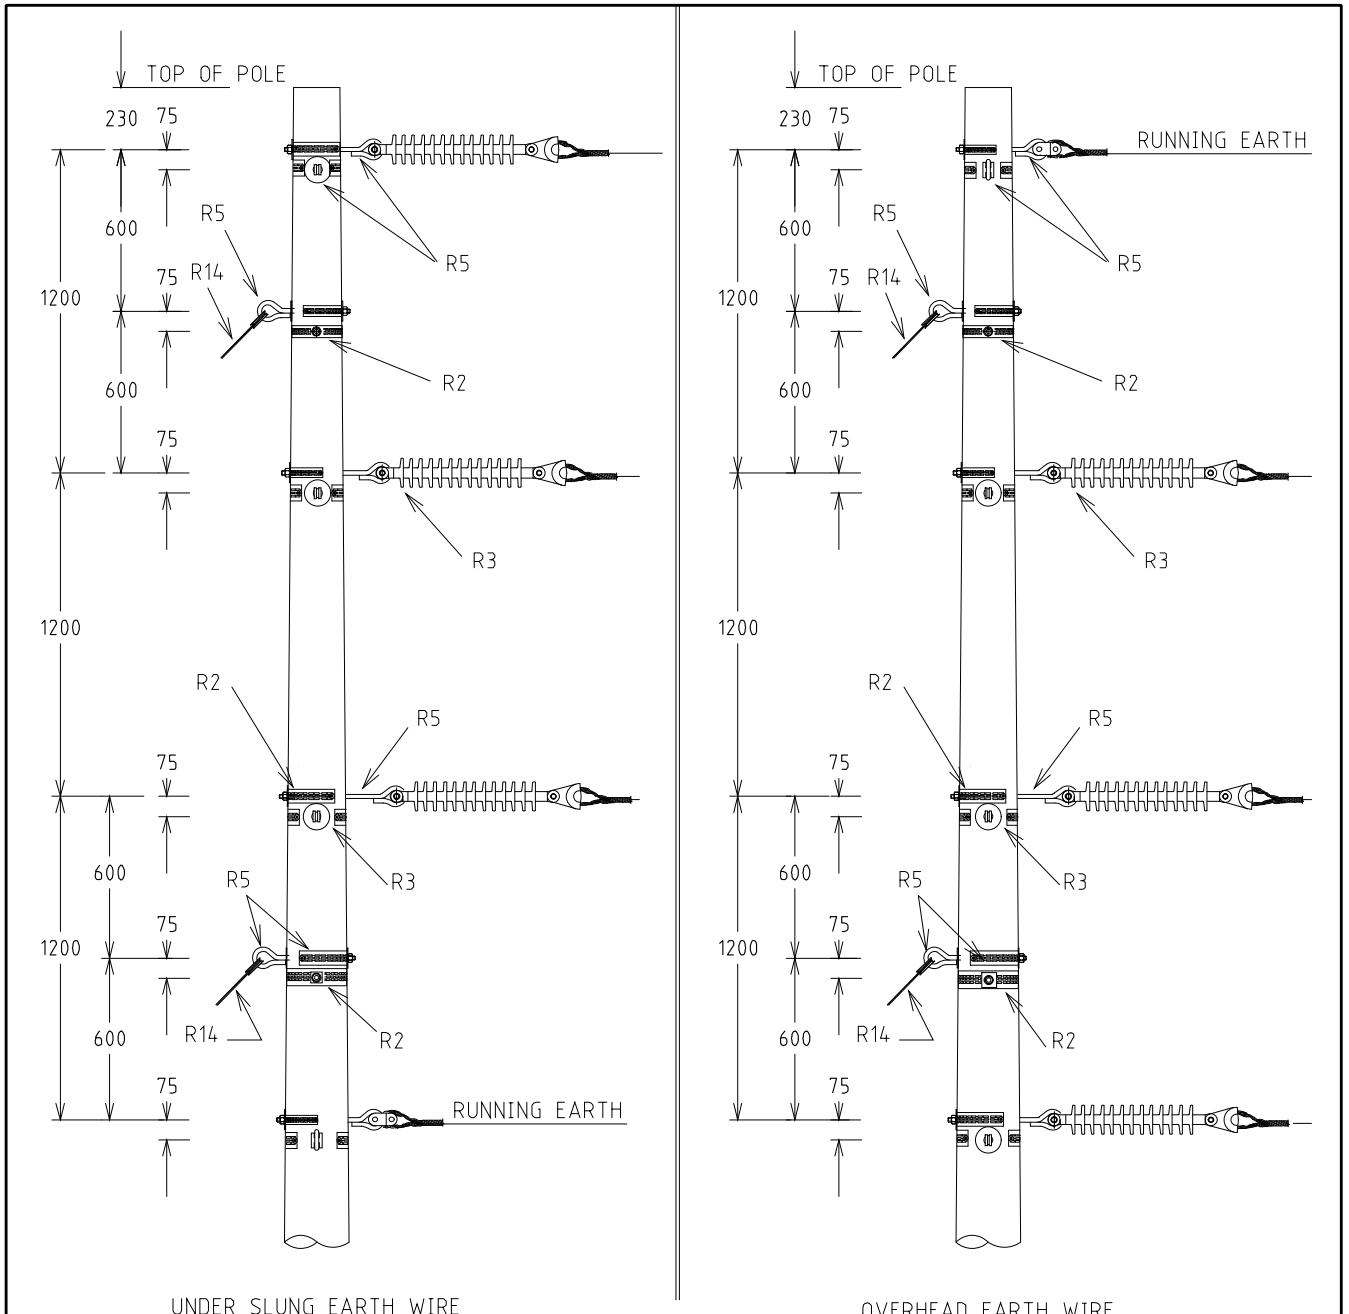 TOP OF POLE
230
75
600
R5
R5
75
R14
1200
R2
600
75
R3
1200
R2
R5
75
R3
600
R5
75
1200
R14
R2
600
75
RUNNING EARTH
UNDER SLUNG EARTH WIRE
TOP OF POLE
230
75
RUNNING EARTH
R5
600
R5
75
R14
1200
R2
600
75
R3
1200
R2
R5
75
R3
600
R5
75
1200
R14
R2
600
75
OVERHEAD EARTH WIRE